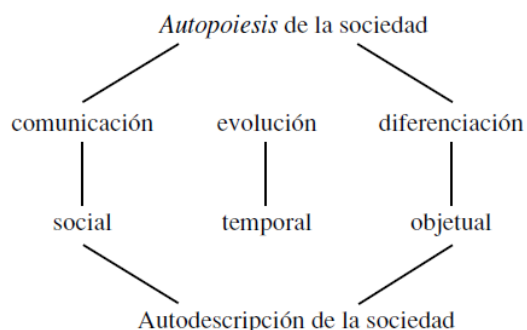 Autopoiesis de la sociedad
comunicación evolución diferenciación
social temporal objetual
Autodescripción de la sociedad